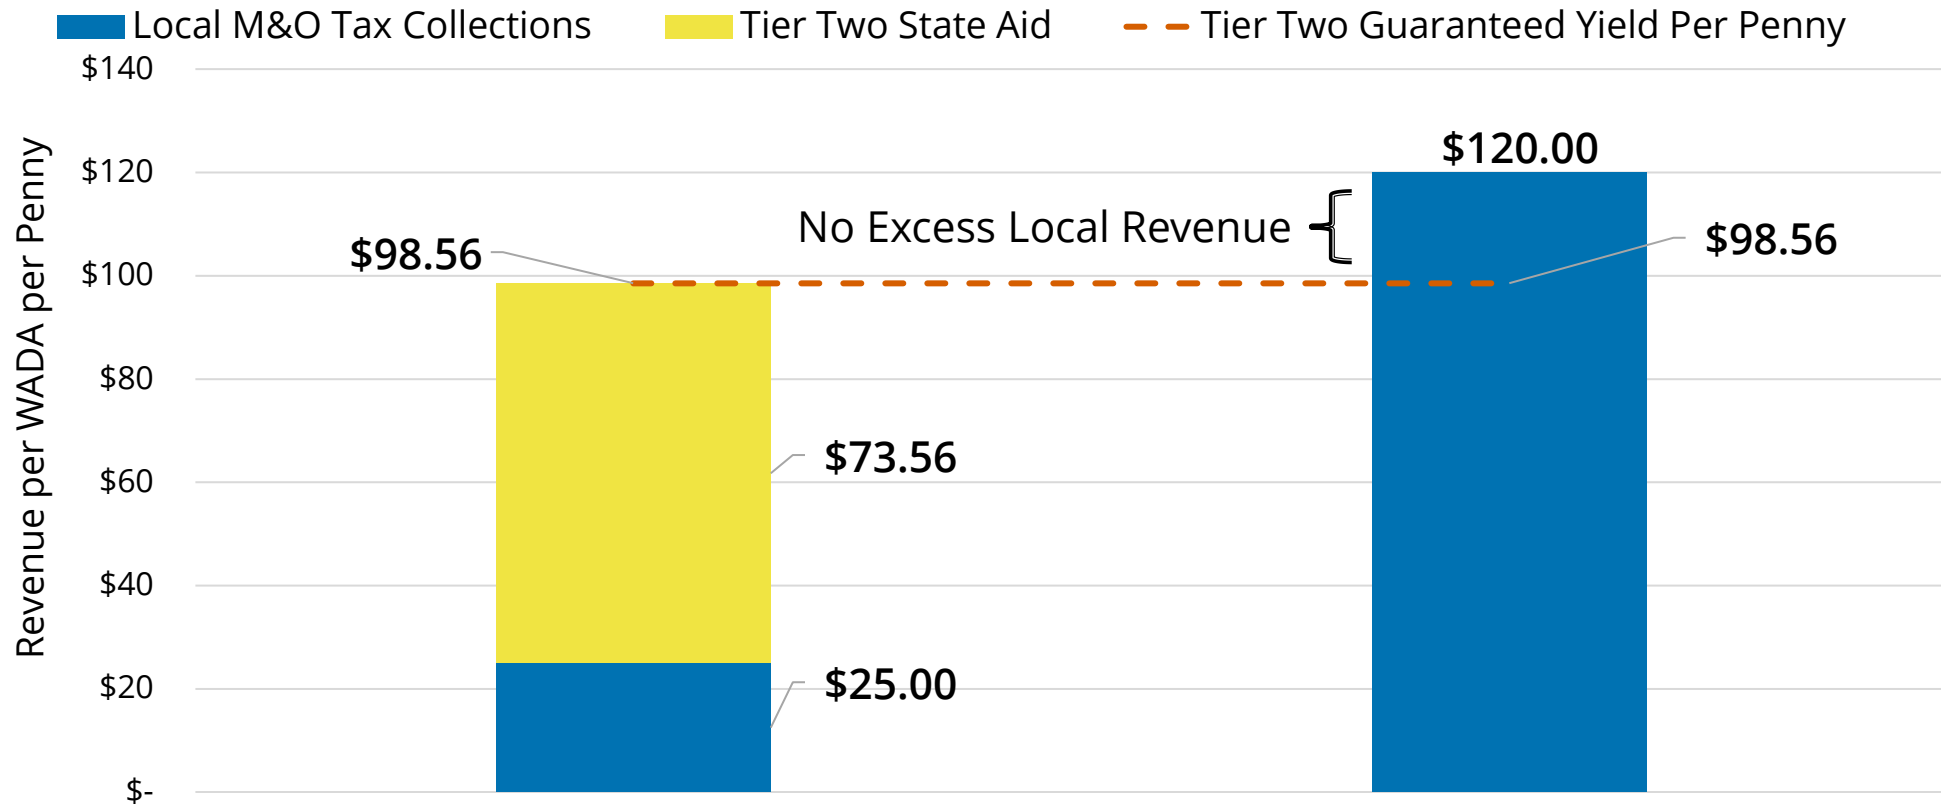 Local M&O Tax Collections
Tier Two State Aid
Tier Two Guaranteed Yield Per Penny
Revenue per WADA per Penny
$140
$120
$100
$80
$60
$40
$20
$-
$98.56
$73.56
$25.00
No Excess Local Revenue
$120.00
$98.56